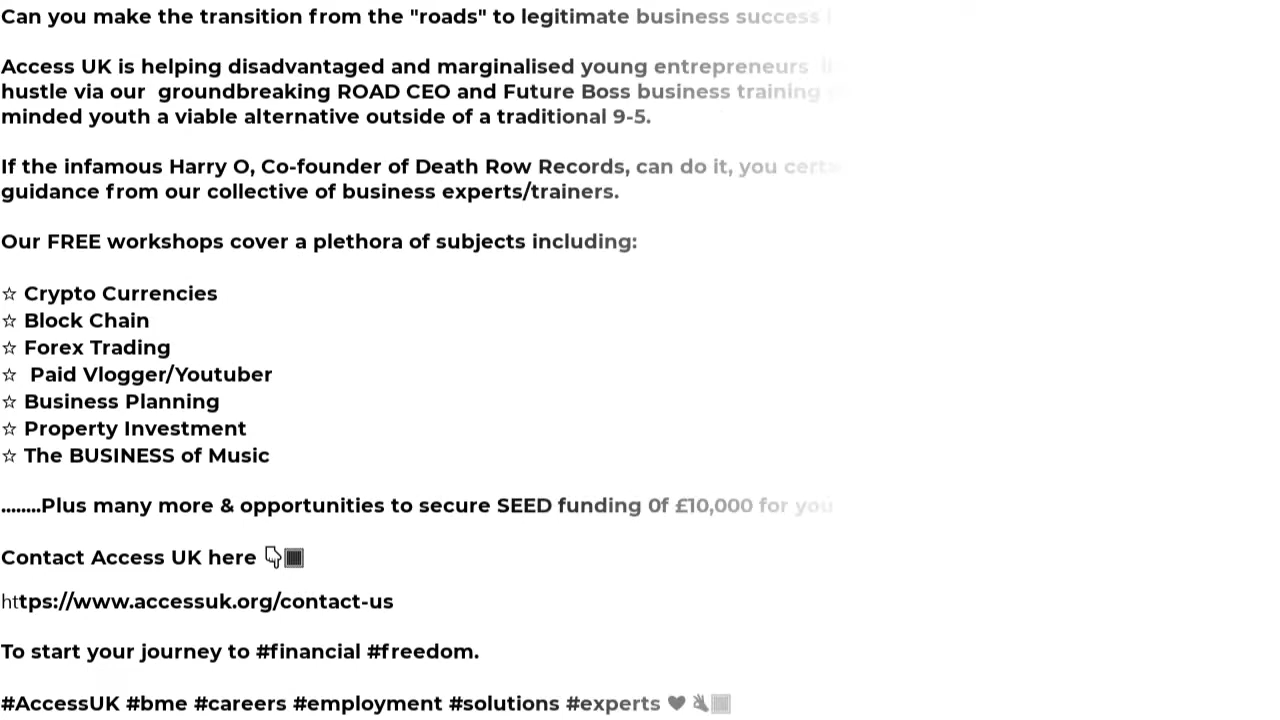 Can you make the transition from the "roads" to legitimate business success
Access UK is helping disadvantaged and marginalised young entrepreneurs
hustle via our groundbreaking ROAD CEO and Future Boss business training
minded youth a viable alternative outside of a traditional 9-5.
If the infamous Harry O, Co-founder of Death Row Records, can do it, you
guidance from our collective of business experts/trainers.
Our FREE workshops cover a plethora of subjects including:
☆ Crypto Currencies
☆ Block Chain
☆ Forex Trading
☆ Paid Vlogger/Youtuber
☆ Business Planning
☆ Property Investment
☆ The BUSINESS of Music
........Plus many more & opportunities to secure SEED funding 0f £10,000 for
Contact Access UK here 👇
https://www.accessuk.org/contact-us
To start your journey to #financial #freedom.
#AccessUK #bme #careers #employment #solutions #experts ♥